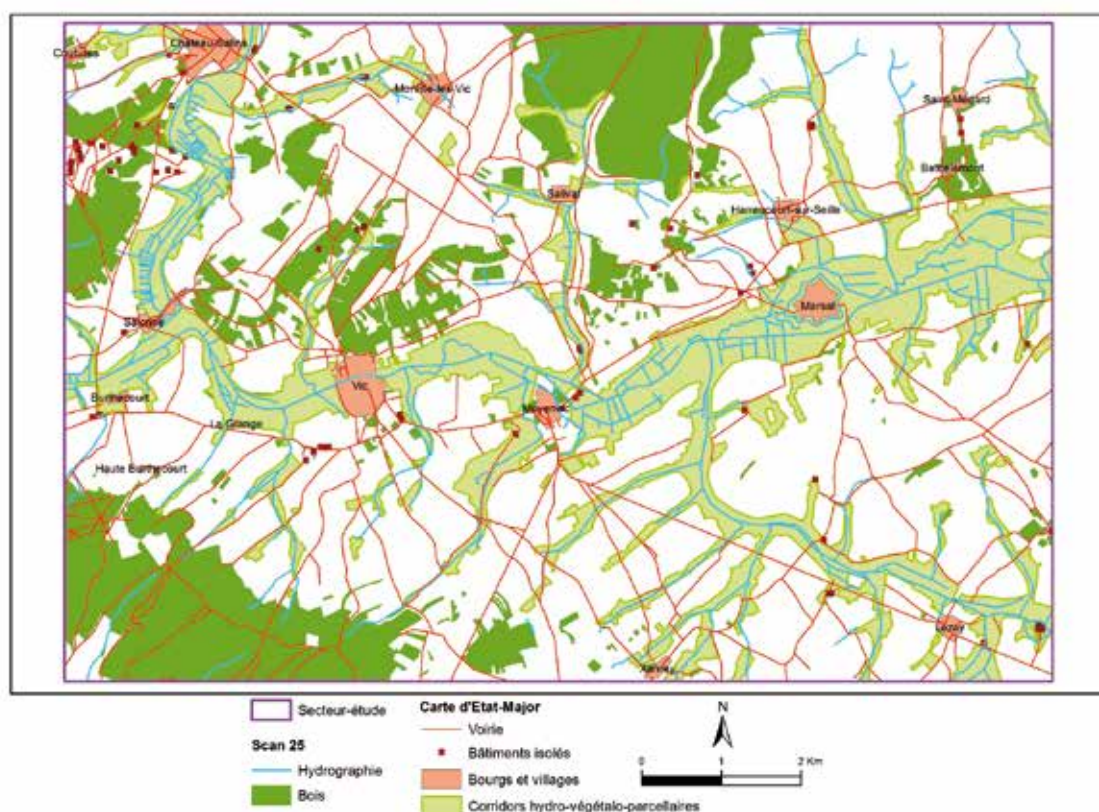 Château-Salins
Morville-lès-Vic
Salival
Haraucourt-sur-Seille
Marsal
Salonne
Vic
Moyenvic
Burthecourt
La Grange
Haute Burthecourt
Lezey
Secteur-étude
Carte d'Etat-Major
N
Voirie
Scan 25
Bâtiments isolés
Hydrographie
0 1 2 Km
Bourgs et villages
Bois
Corridors hydro-végétalo-parcellaires